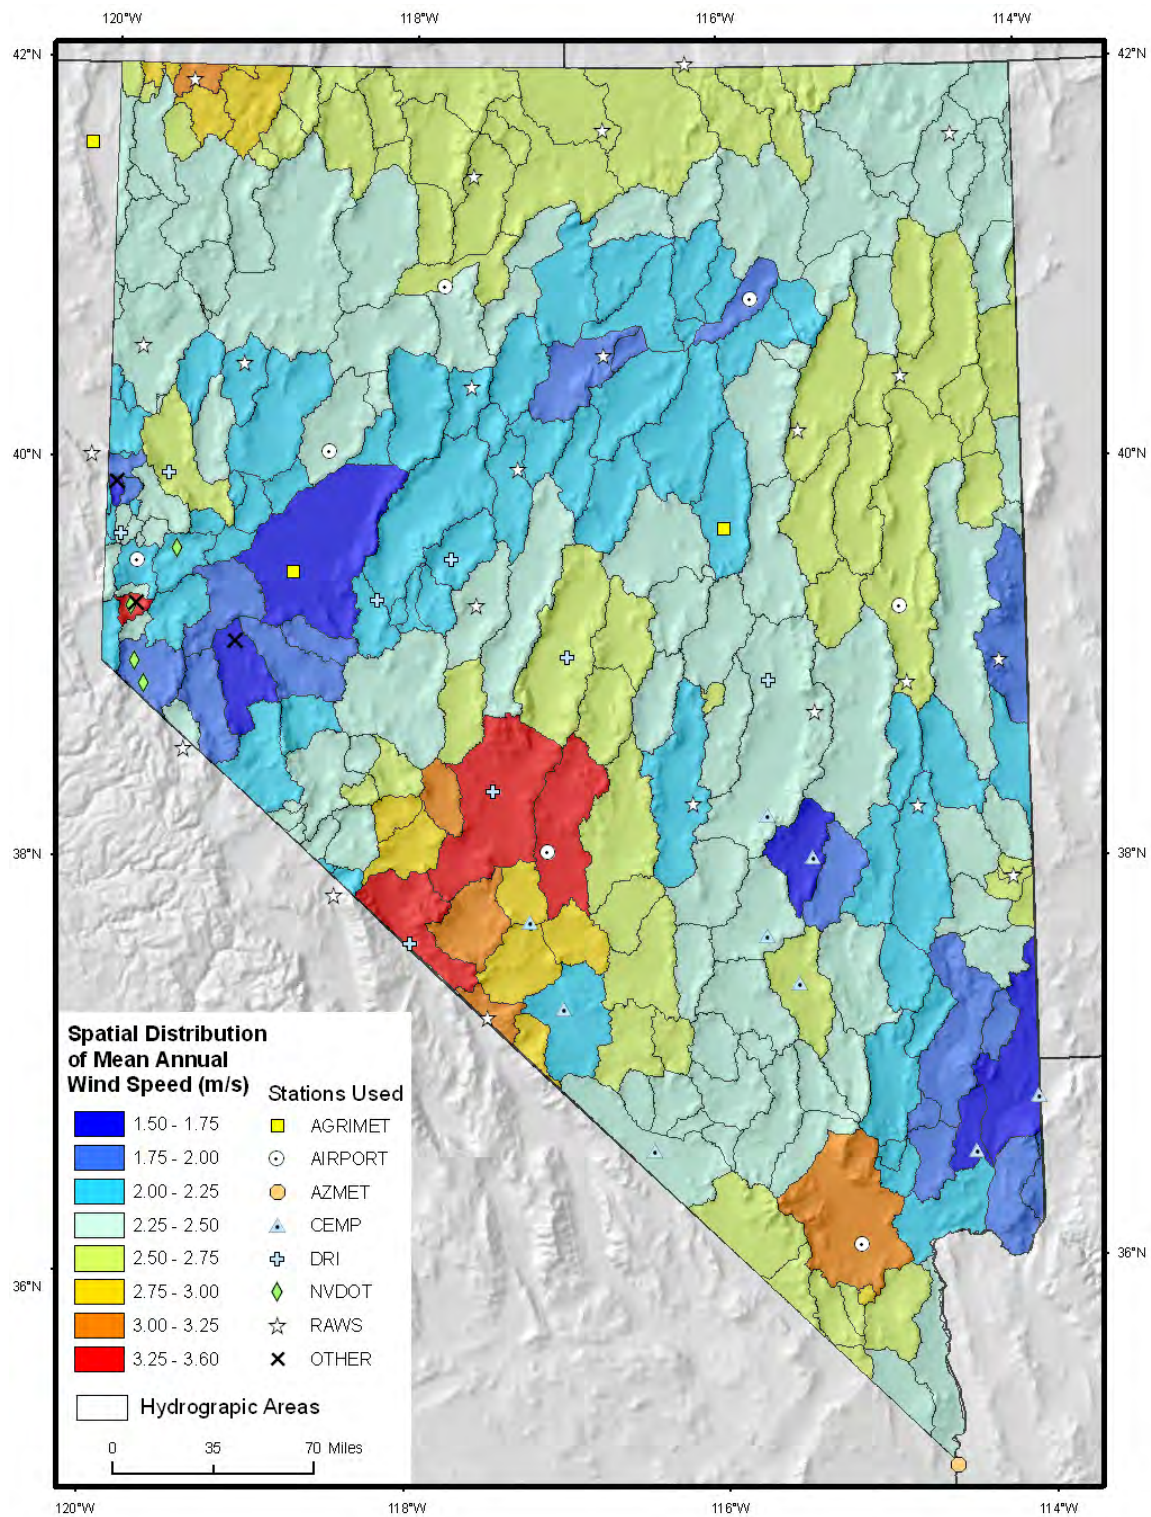 120°W 118°W 116°W 114°W
42°N 42°N
40°N 40°N
38°N 38°N
36°N 36°N
Spatial Distribution
of Mean Annual
Wind Speed (m/s)
1.50 - 1.75
1.75 - 2.00
2.00 - 2.25
2.25 - 2.50
2.50 - 2.75
2.75 - 3.00
3.00 - 3.25
3.25 - 3.60
Stations Used
AGRIMET
AIRPORT
AZMET
CEMP
DRI
NVDOT
RAWS
OTHER
Hydrograpic Areas
0 35 70 Miles
120°W 118°W 116°W 114°W